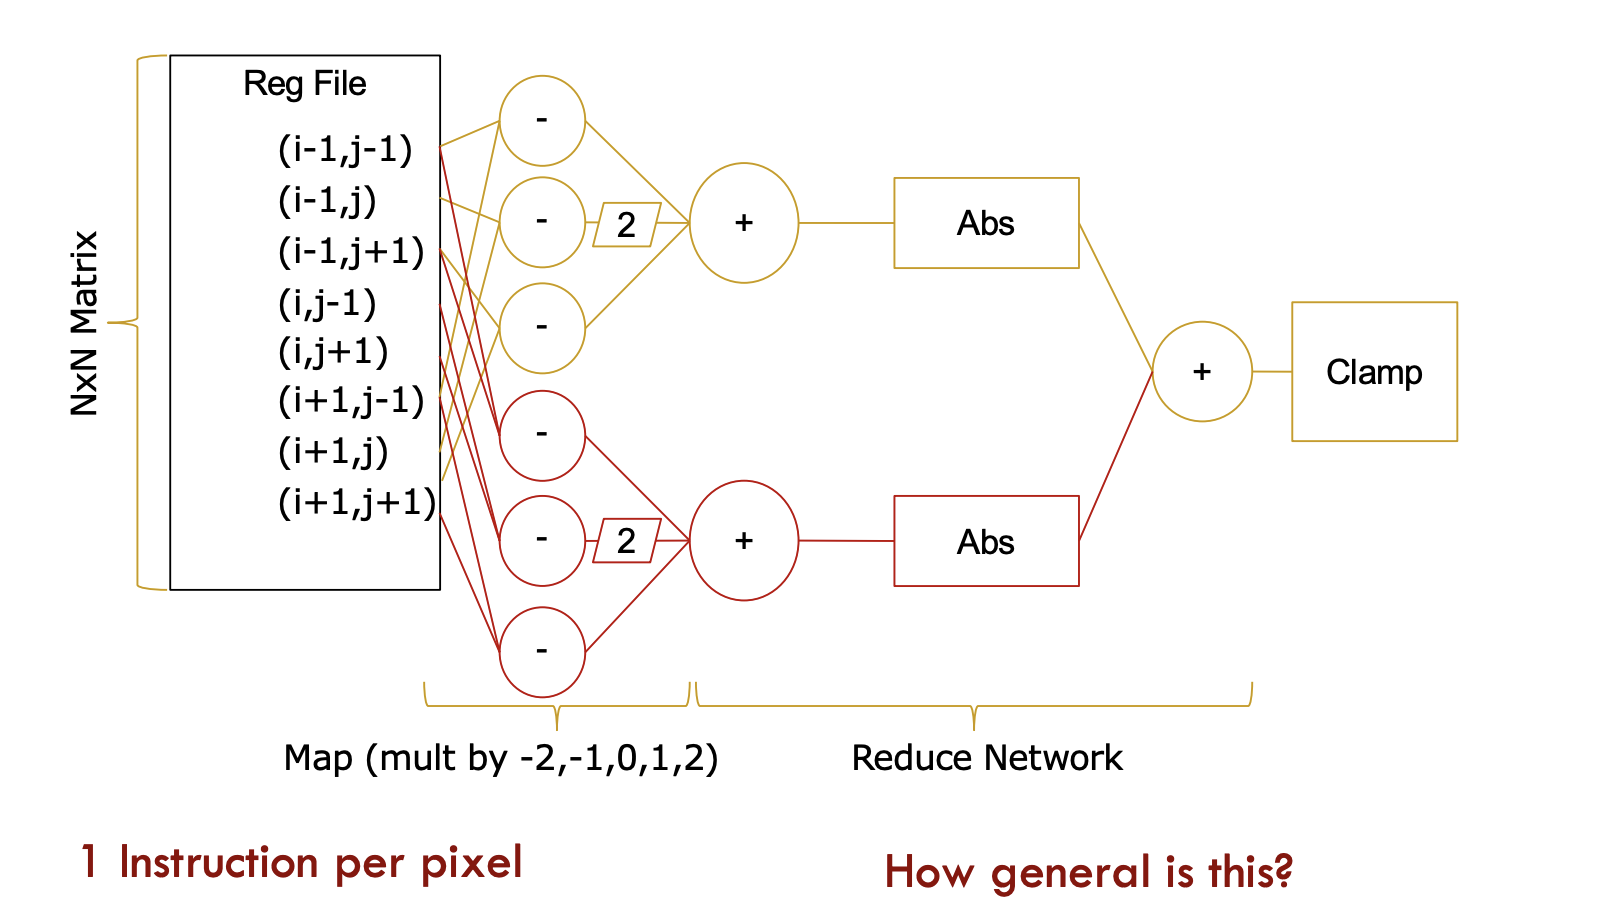 Reg File
(i-1,j-1)
(i-1,j)
(i-1,j+1)
(i,j-1)
(i,j+1)
(i+1,j-1)
(i+1,j)
(i+1,j+1)
NxN Matrix
-
-
2
-
+
Abs
-
-
2
-
+
Abs
+
Clamp
Map (mult by -2,-1,0,1,2)
Reduce Network
1 Instruction per pixel
How general is this?